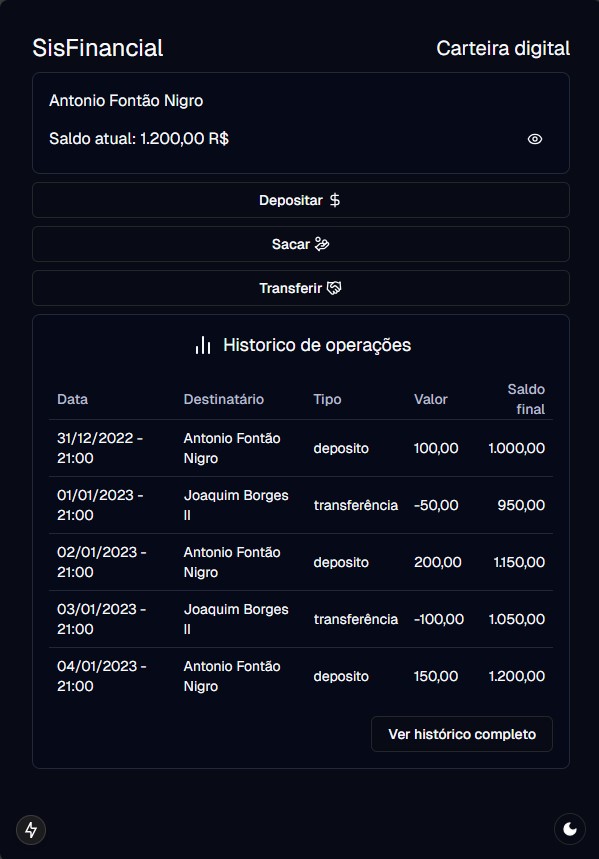 SisFinancial
Carteira digital
Antonio Fontão Nigro
Saldo atual: 1.200,00 R$
Depositar
Sacar
Transferir
Historico de operações
Data Destinatário Tipo Valor Saldo
final
31/12/2022 - Antonio Fontão
deposito 100,00 1.000,00
21:00 Nigro
01/01/2023 - Joaquim Borges
transferência -50,00 950,00
21:00 II
02/01/2023 - Antonio Fontão
deposito 200,00 1.150,00
21:00 Nigro
03/01/2023 - Joaquim Borges
transferência -100,00 1.050,00
21:00 II
04/01/2023 - Antonio Fontão
deposito 150,00 1.200,00
21:00 Nigro
Ver histórico completo